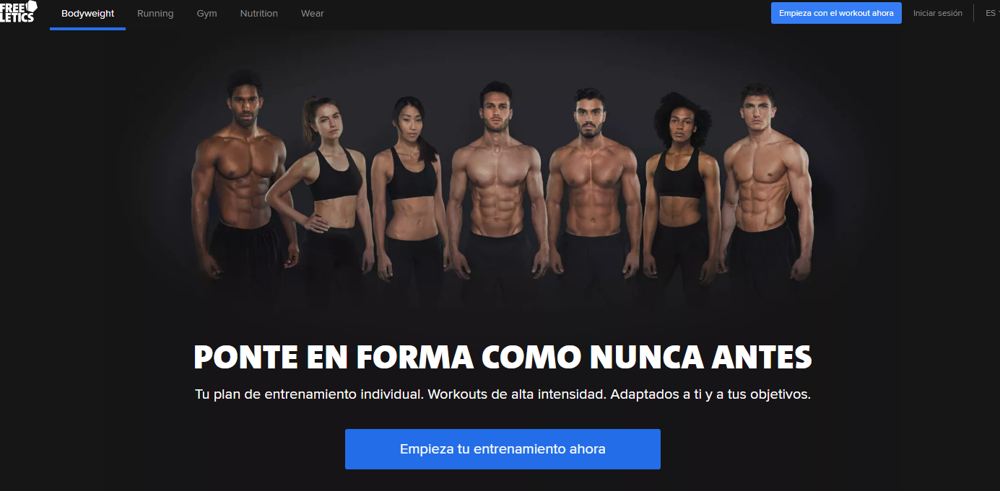 FREE
LETICS
Bodyweight
Running
Gym
Nutrition
Wear
Empieza con el workout ahora
Iniciar sesión
ES
PONTE EN FORMA COMO NUNCA ANTES
Tu plan de entrenamiento individual. Workouts de alta intensidad. Adaptados a ti y a tus objetivos.
Empieza tu entrenamiento ahora